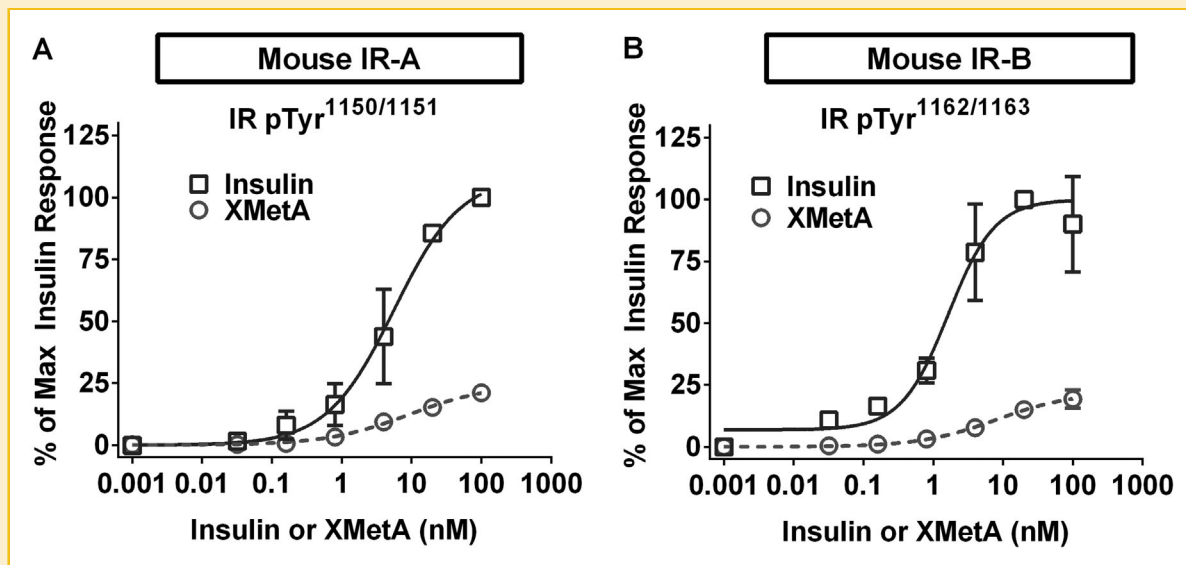 A
Mouse IR-A
IR pTyr1150/1151
% of Max Insulin Response
125
100
75
50
25
0
Insulin
XMetA
0.001 0.01 0.1 1 10 100 1000
Insulin or XMetA (nM)
B
Mouse IR-B
IR pTyr1162/1163
% of Max Insulin Response
125
100
75
50
25
0
Insulin
XMetA
0.001 0.01 0.1 1 10 100 1000
Insulin or XMetA (nM)